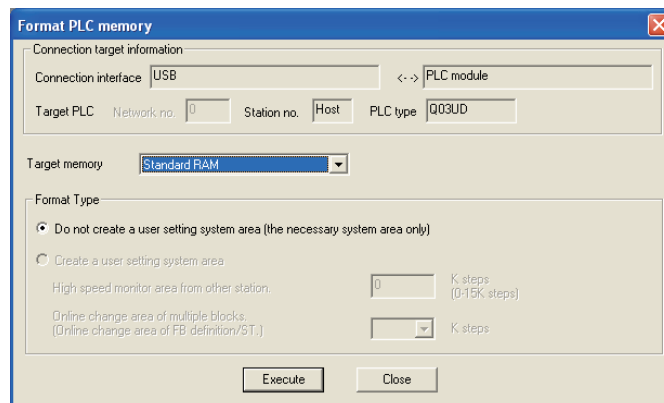 Format PLC memory
Connection target information
Connection interface USB <--> PLC module
Target PLC Network no. 0 Station no. Host PLC type Q03UD
Target memory Standard RAM
Format Type
Do not create a user setting system area (the necessary system area only)
Create a user setting system area
High speed monitor area from other station. 0 K steps
(0-15K steps)
Online change area of multiple blocks.
(Online change area of FB definition/ST.) K steps
Execute Close